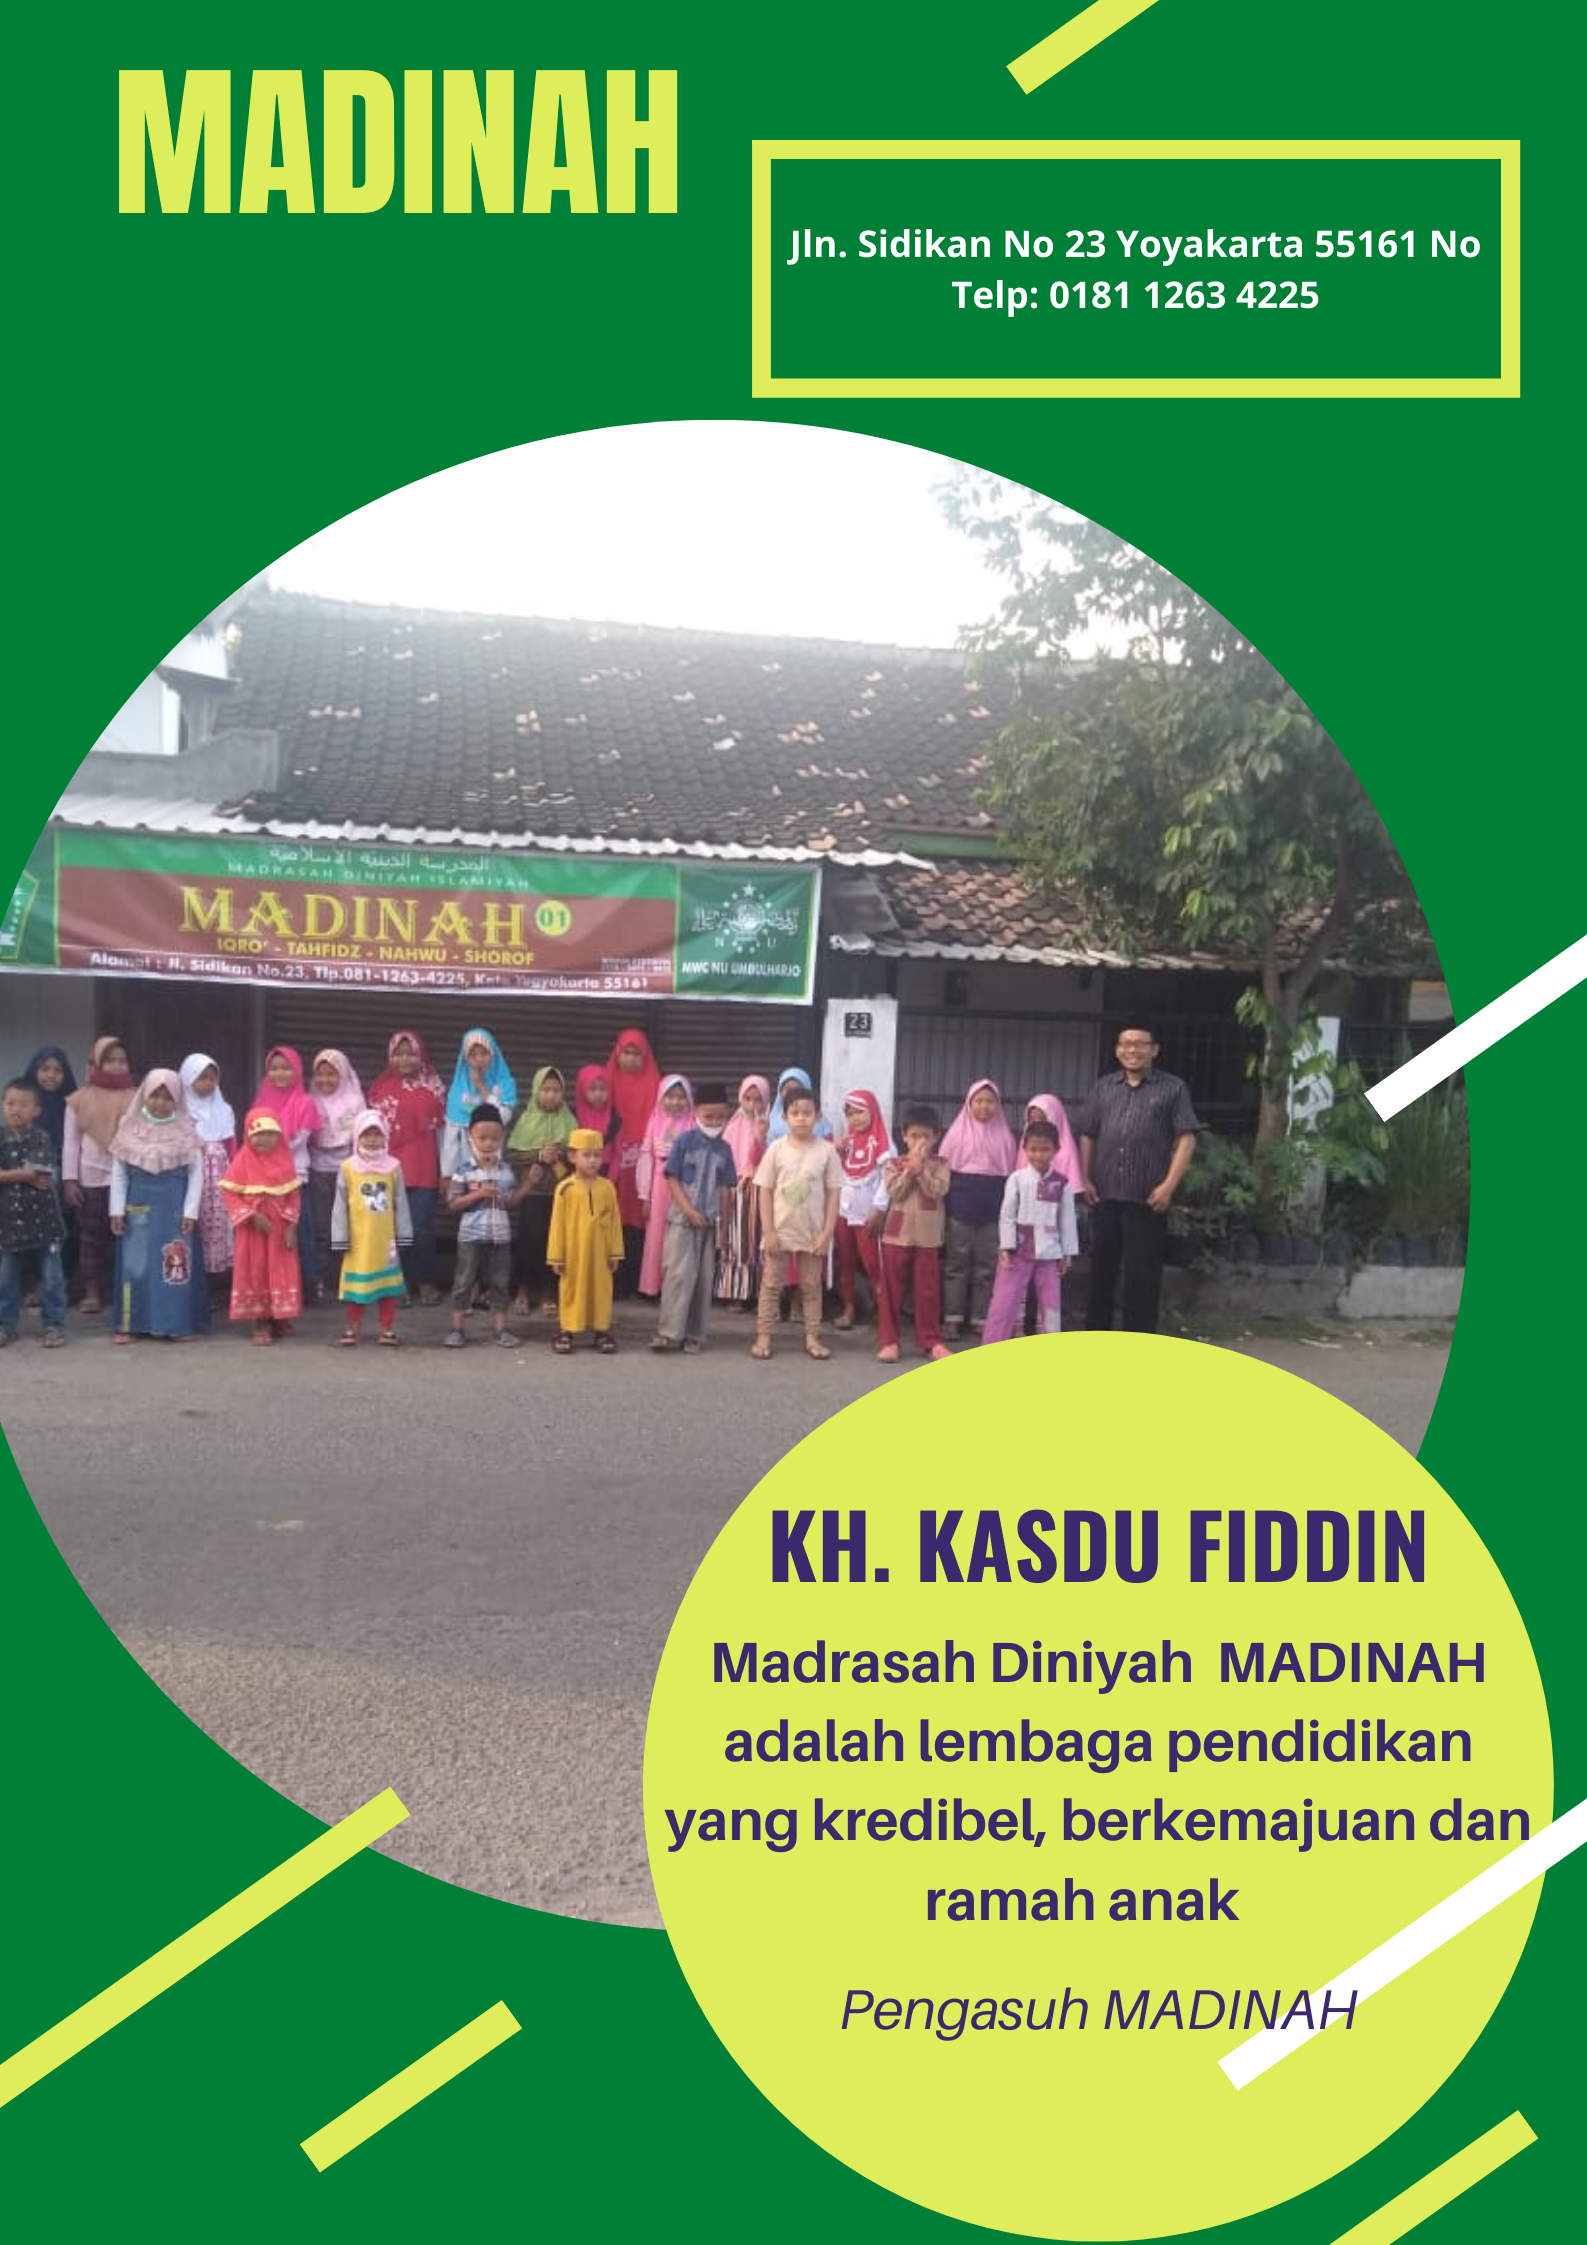 MADINAH
Jln. Sidikan No 23 Yoyakarta 55161 No
Telp: 0181 1263 4225
المدرسة الدينية الاسلامية
MADRASAH DINIYAH ISLAMIYAH
MADINAH 01
IQRO' - TAHFIDZ - NAHWU - SHOROF
Alamat : Jl. Sidikan No.23, Tlp.081-1263-4225, Kota Yogyakarta 55161
N U
MWC NU UMBULHARJO
23
KH. KASDU FIDDIN
Madrasah Diniyah MADINAH
adalah lembaga pendidikan
yang kredibel, berkemajuan dan
ramah anak
Pengasuh MADINAH